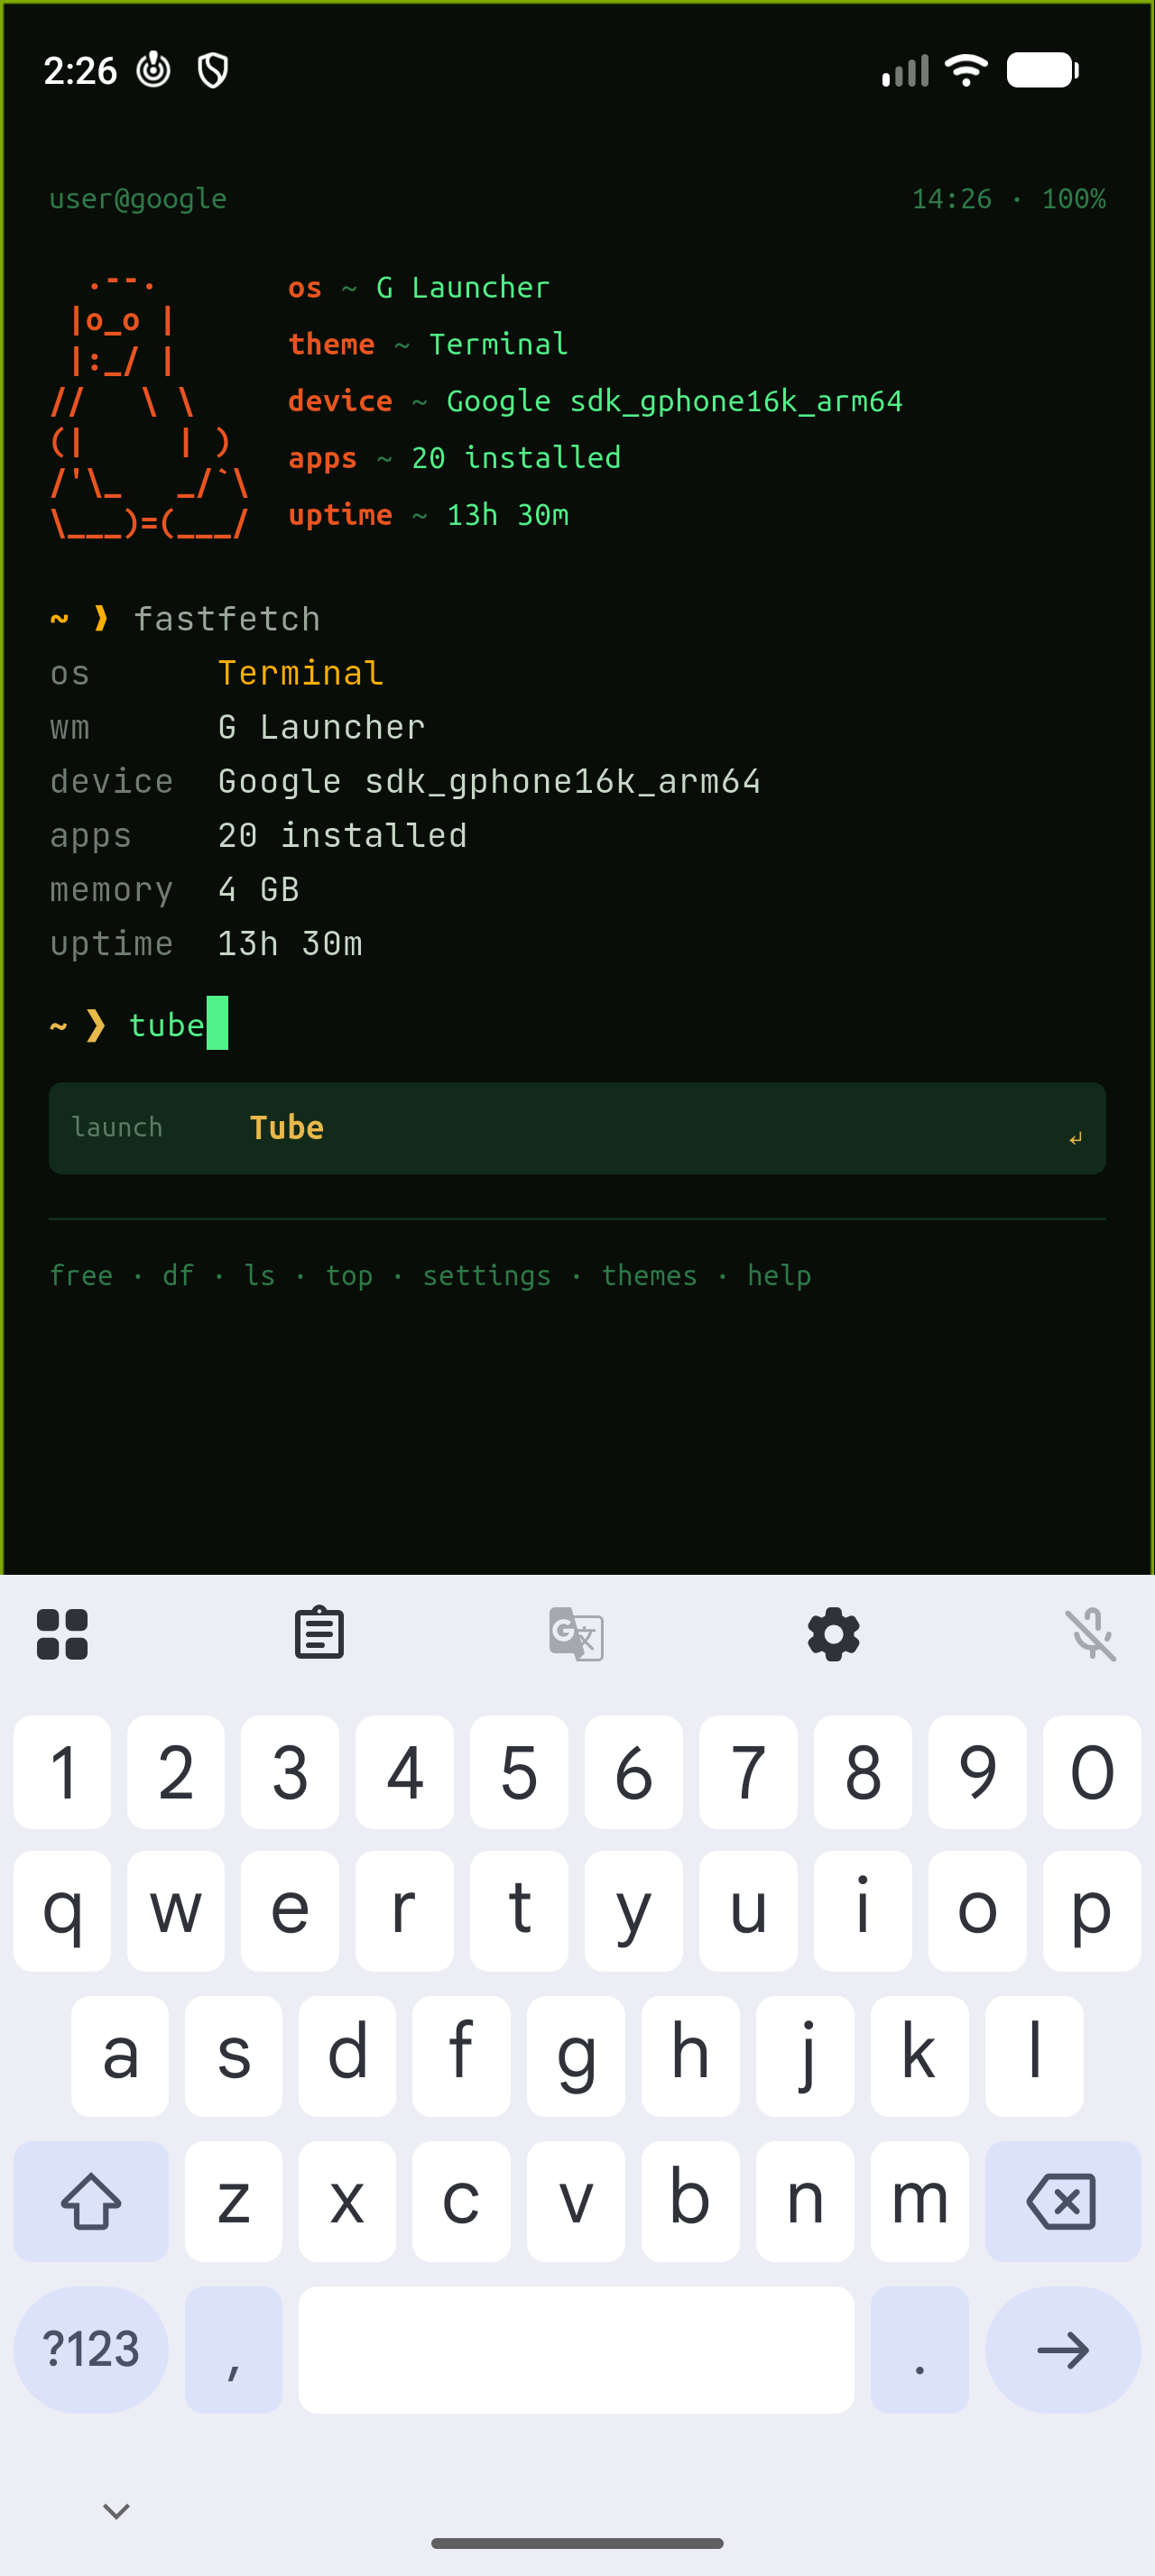 2:26
user@google 14:26 · 100%
.--.
|o_o |
|:_/ |
//   \ \
(|     | )
/'\_   _/`\
\___)=(___/
os ~ G Launcher
theme ~ Terminal
device ~ Google sdk_gphone16k_arm64
apps ~ 20 installed
uptime ~ 13h 30m
~ ❯ fastfetch
os Terminal
wm G Launcher
device Google sdk_gphone16k_arm64
apps 20 installed
memory 4 GB
uptime 13h 30m
~ ❯ tube
launch Tube ↵
free · df · ls · top · settings · themes · help
1 2 3 4 5 6 7 8 9 0
q w e r t y u i o p
a s d f g h j k l
z x c v b n m
?123 , .